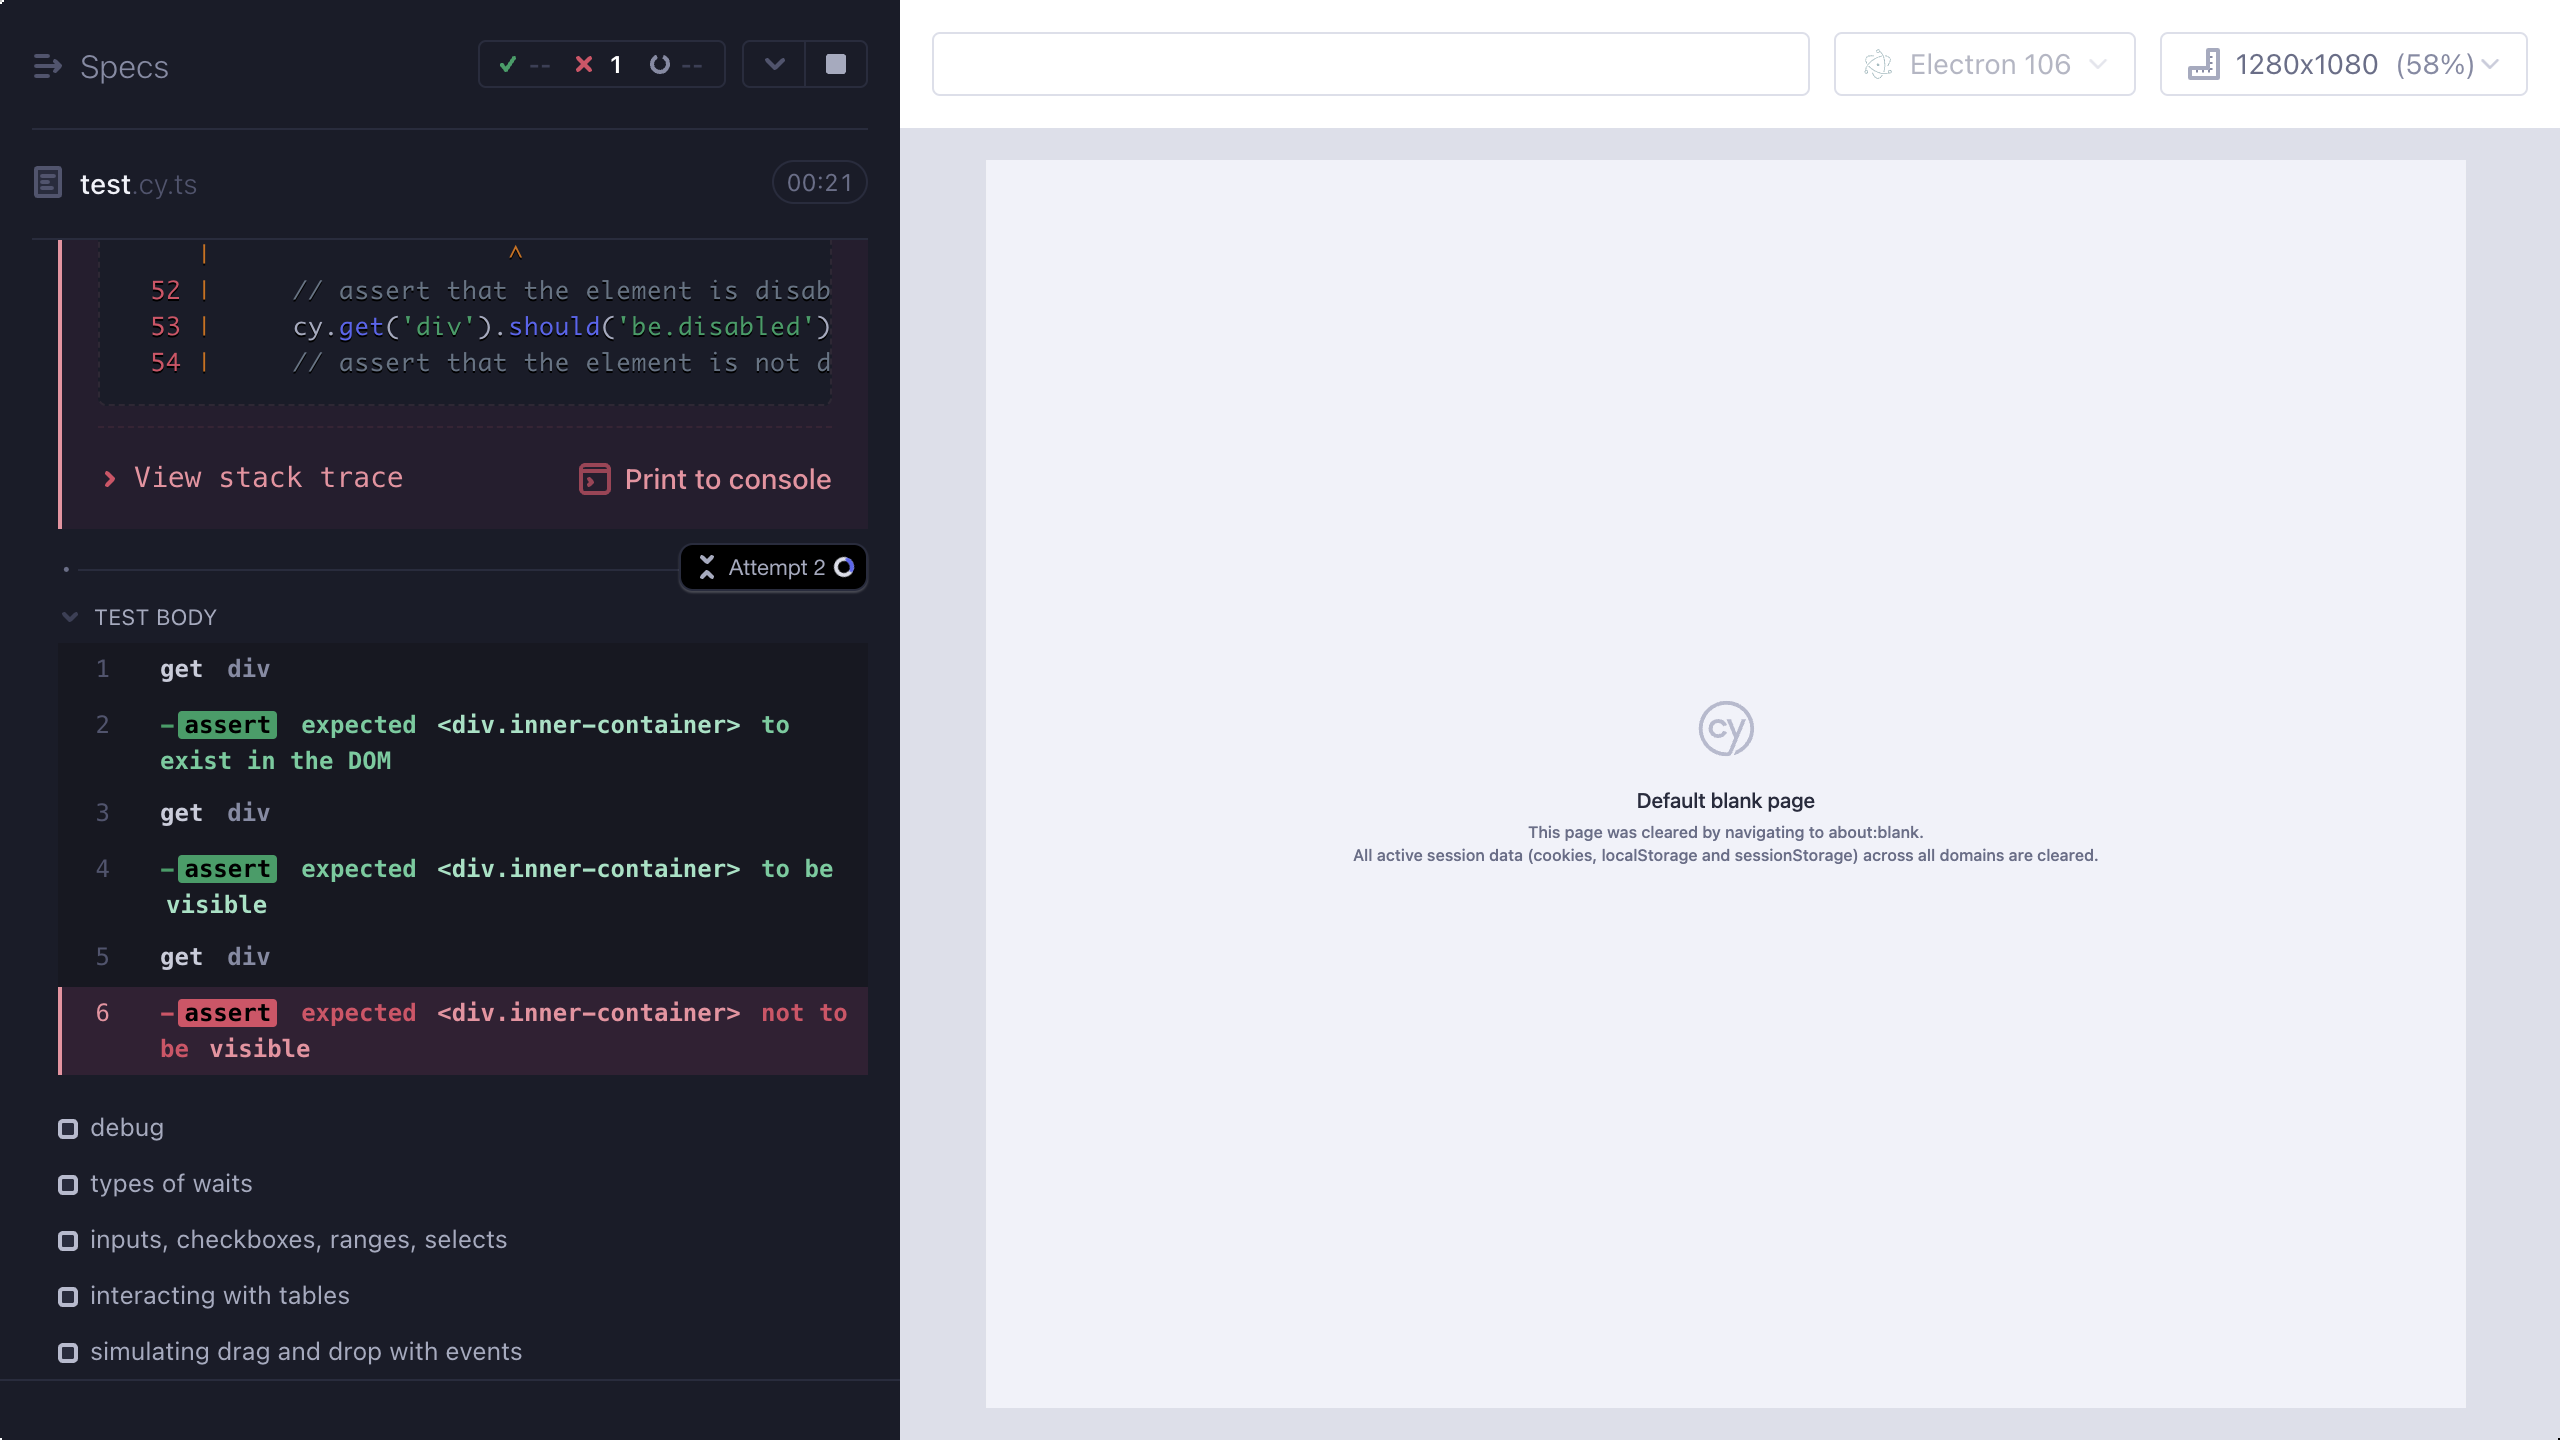 Specs
-- 1 --
test.cy.ts
00:21
| ^
52 | // assert that the element is disab
53 | cy.get('div').should('be.disabled')
54 | // assert that the element is not d
View stack trace
Print to console
Attempt 2
TEST BODY
1 get div
2 -assert expected <div.inner-container> to
exist in the DOM
3 get div
4 -assert expected <div.inner-container> to be
visible
5 get div
6 -assert expected <div.inner-container> not to
be visible
debug
types of waits
inputs, checkboxes, ranges, selects
interacting with tables
simulating drag and drop with events
Electron 106
1280x1080 (58%)
cy
Default blank page
This page was cleared by navigating to about:blank.
All active session data (cookies, localStorage and sessionStorage) across all domains are cleared.